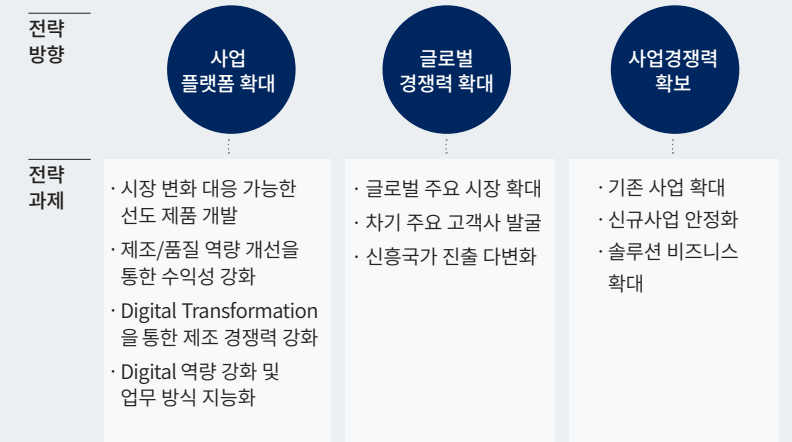 전략
방향
사업
플랫폼 확대
글로벌
경쟁력 확대
사업경쟁력
확보
전략
과제
· 시장 변화 대응 가능한
선도 제품 개발
· 제조/품질 역량 개선을
통한 수익성 강화
· Digital Transformation
을 통한 제조 경쟁력 강화
· Digital 역량 강화 및
업무 방식 지능화
· 글로벌 주요 시장 확대
· 차기 주요 고객사 발굴
· 신흥국가 진출 다변화
· 기존 사업 확대
· 신규사업 안정화
· 솔루션 비즈니스
확대